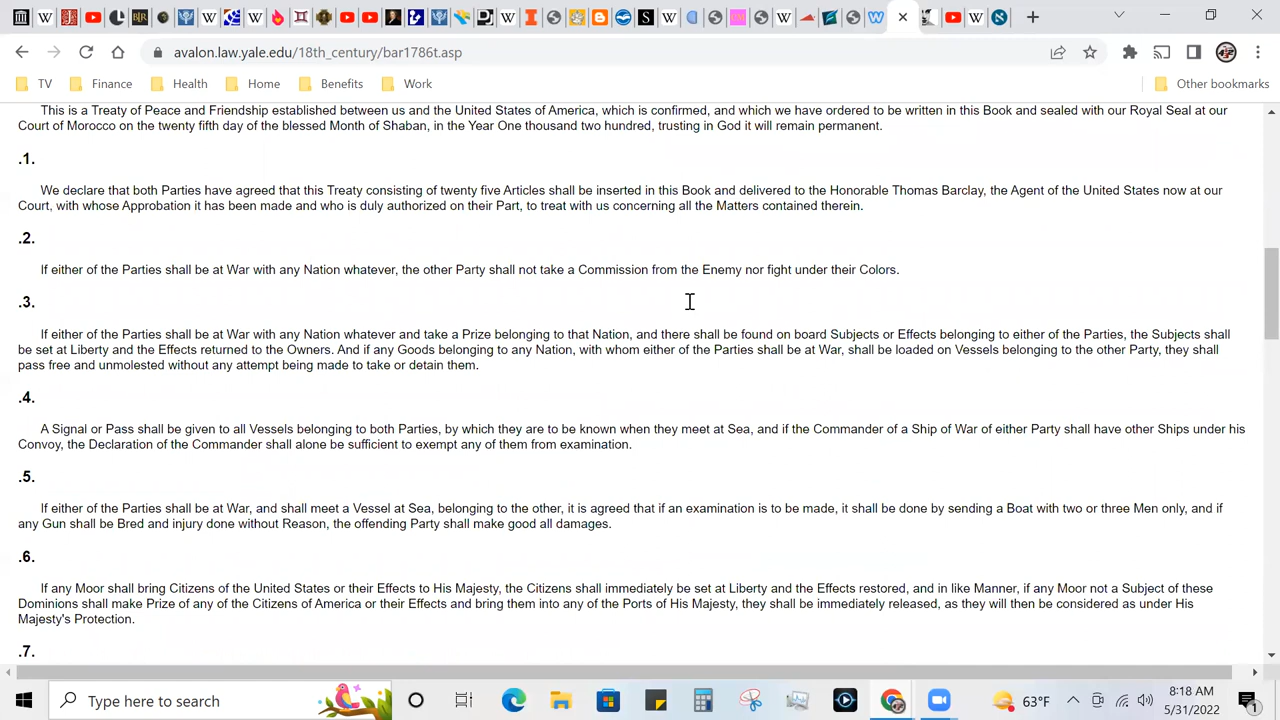 avalon.law.yale.edu/18th_century/bar1786t.asp
TV
Finance
Health
Home
Benefits
Work
Other bookmarks
This is a Treaty of Peace and Friendship established between us and the United States of America, which is confirmed, and which we have ordered to be written in this Book and sealed with our Royal Seal at our
Court of Morocco on the twenty fifth day of the blessed Month of Shaban, in the Year One thousand two hundred, trusting in God it will remain permanent.
.1.
We declare that both Parties have agreed that this Treaty consisting of twenty five Articles shall be inserted in this Book and delivered to the Honorable Thomas Barclay, the Agent of the United States now at our
Court, with whose Approbation it has been made and who is duly authorized on their Part, to treat with us concerning all the Matters contained therein.
.2.
If either of the Parties shall be at War with any Nation whatever, the other Party shall not take a Commission from the Enemy nor fight under their Colors.
.3.
If either of the Parties shall be at War with any Nation whatever and take a Prize belonging to that Nation, and there shall be found on board Subjects or Effects belonging to either of the Parties, the Subjects shall
be set at Liberty and the Effects returned to the Owners. And if any Goods belonging to any Nation, with whom either of the Parties shall be at War, shall be loaded on Vessels belonging to the other Party, they shall
pass free and unmolested without any attempt being made to take or detain them.
.4.
A Signal or Pass shall be given to all Vessels belonging to both Parties, by which they are to be known when they meet at Sea, and if the Commander of a Ship of War of either Party shall have other Ships under his
Convoy, the Declaration of the Commander shall alone be sufficient to exempt any of them from examination.
.5.
If either of the Parties shall be at War, and shall meet a Vessel at Sea, belonging to the other, it is agreed that if an examination is to be made, it shall be done by sending a Boat with two or three Men only, and if
any Gun shall be Bred and injury done without Reason, the offending Party shall make good all damages.
.6.
If any Moor shall bring Citizens of the United States or their Effects to His Majesty, the Citizens shall immediately be set at Liberty and the Effects restored, and in like Manner, if any Moor not a Subject of these
Dominions shall make Prize of any of the Citizens of America or their Effects and bring them into any of the Ports of His Majesty, they shall be immediately released, as they will then be considered as under His
Majesty's Protection.
.7.
Type here to search
63°F
8:18 AM
5/31/2022
1